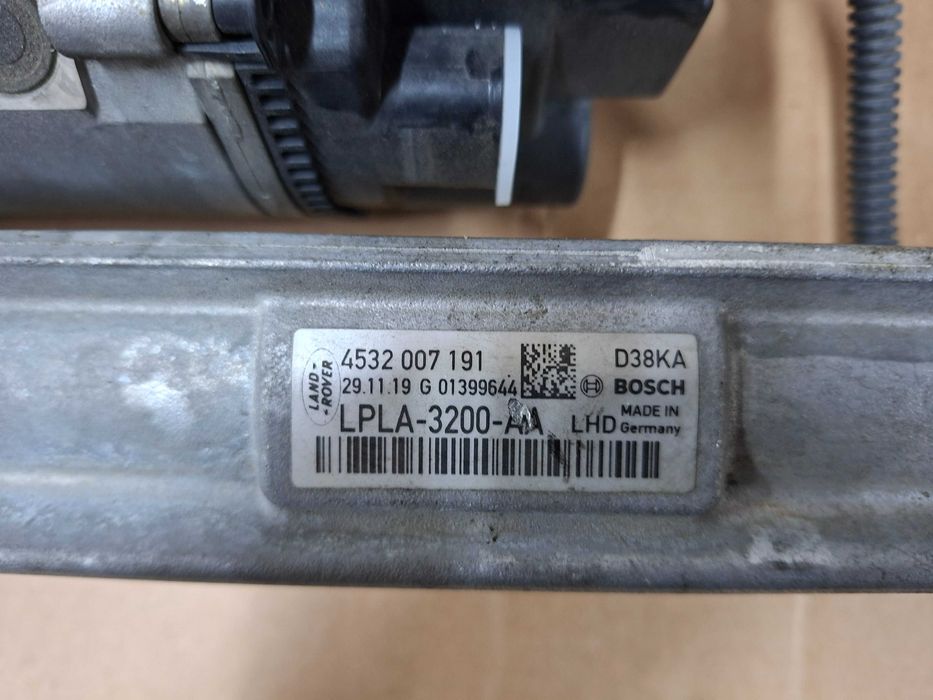 LAND-
-ROVER
4532 007 191
D38KA
29.11.19 G 01399644
BOSCH
LPLA-3200-AA
LHD
MADE IN
Germany